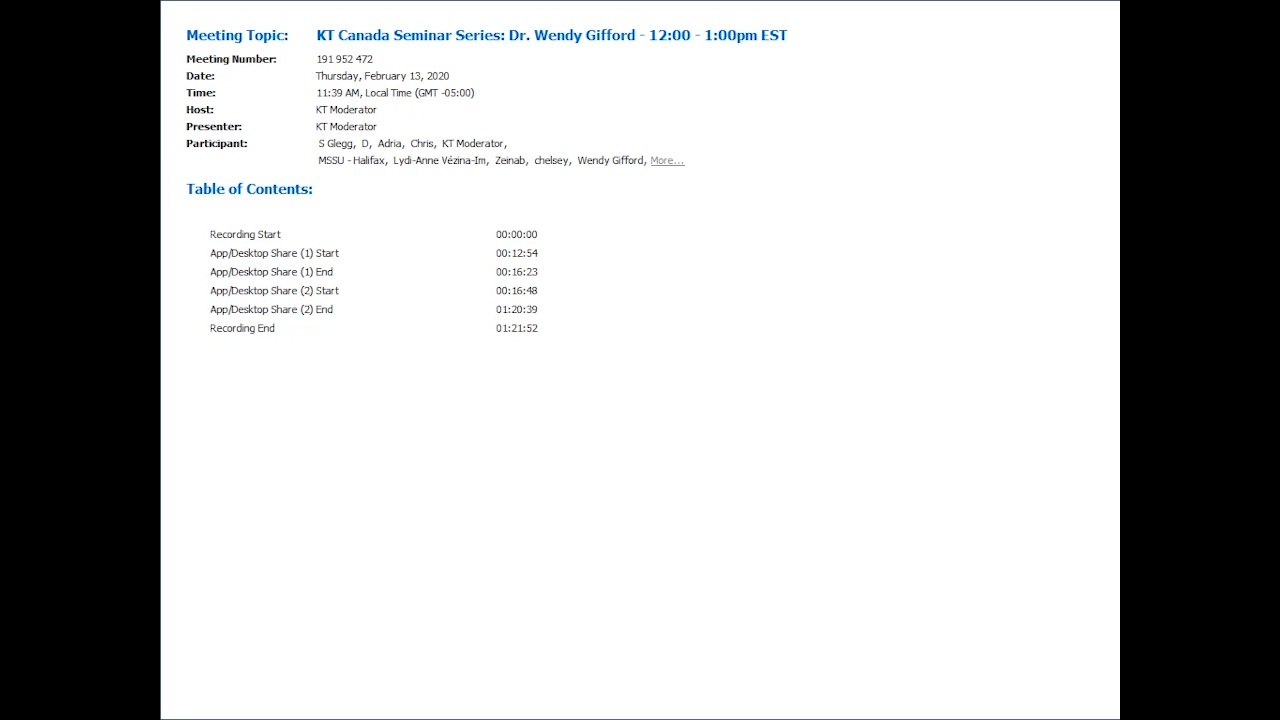 Meeting Topic: KT Canada Seminar Series: Dr. Wendy Gifford - 12:00 - 1:00pm EST
Meeting Number: 191 952 472
Date: Thursday, February 13, 2020
Time: 11:39 AM, Local Time (GMT -05:00)
Host: KT Moderator
Presenter: KT Moderator
Participant: S Glegg, D, Adria, Chris, KT Moderator,
MSSU - Halifax, Lydi-Anne Vézina-Im, Zeinab, chelsey, Wendy Gifford, More...
Table of Contents:
Recording Start 00:00:00
App/Desktop Share (1) Start 00:12:54
App/Desktop Share (1) End 00:16:23
App/Desktop Share (2) Start 00:16:48
App/Desktop Share (2) End 01:20:39
Recording End 01:21:52